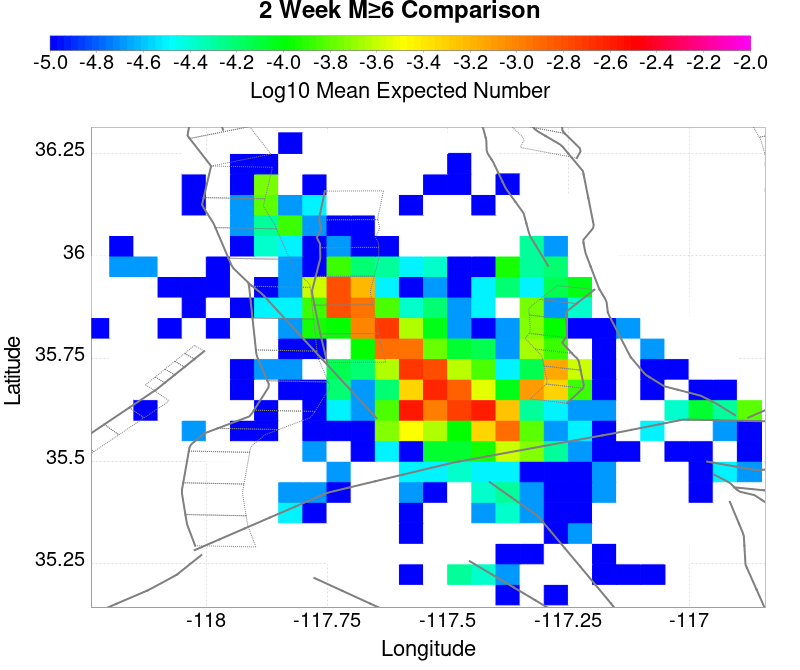 2 Week M≥6 Comparison
-5.0 -4.8 -4.6 -4.4 -4.2 -4.0 -3.8 -3.6 -3.4 -3.2 -3.0 -2.8 -2.6 -2.4 -2.2 -2.0
Log10 Mean Expected Number
36.25
36
35.75
35.5
35.25
Latitude
-118 -117.75 -117.5 -117.25 -117
Longitude